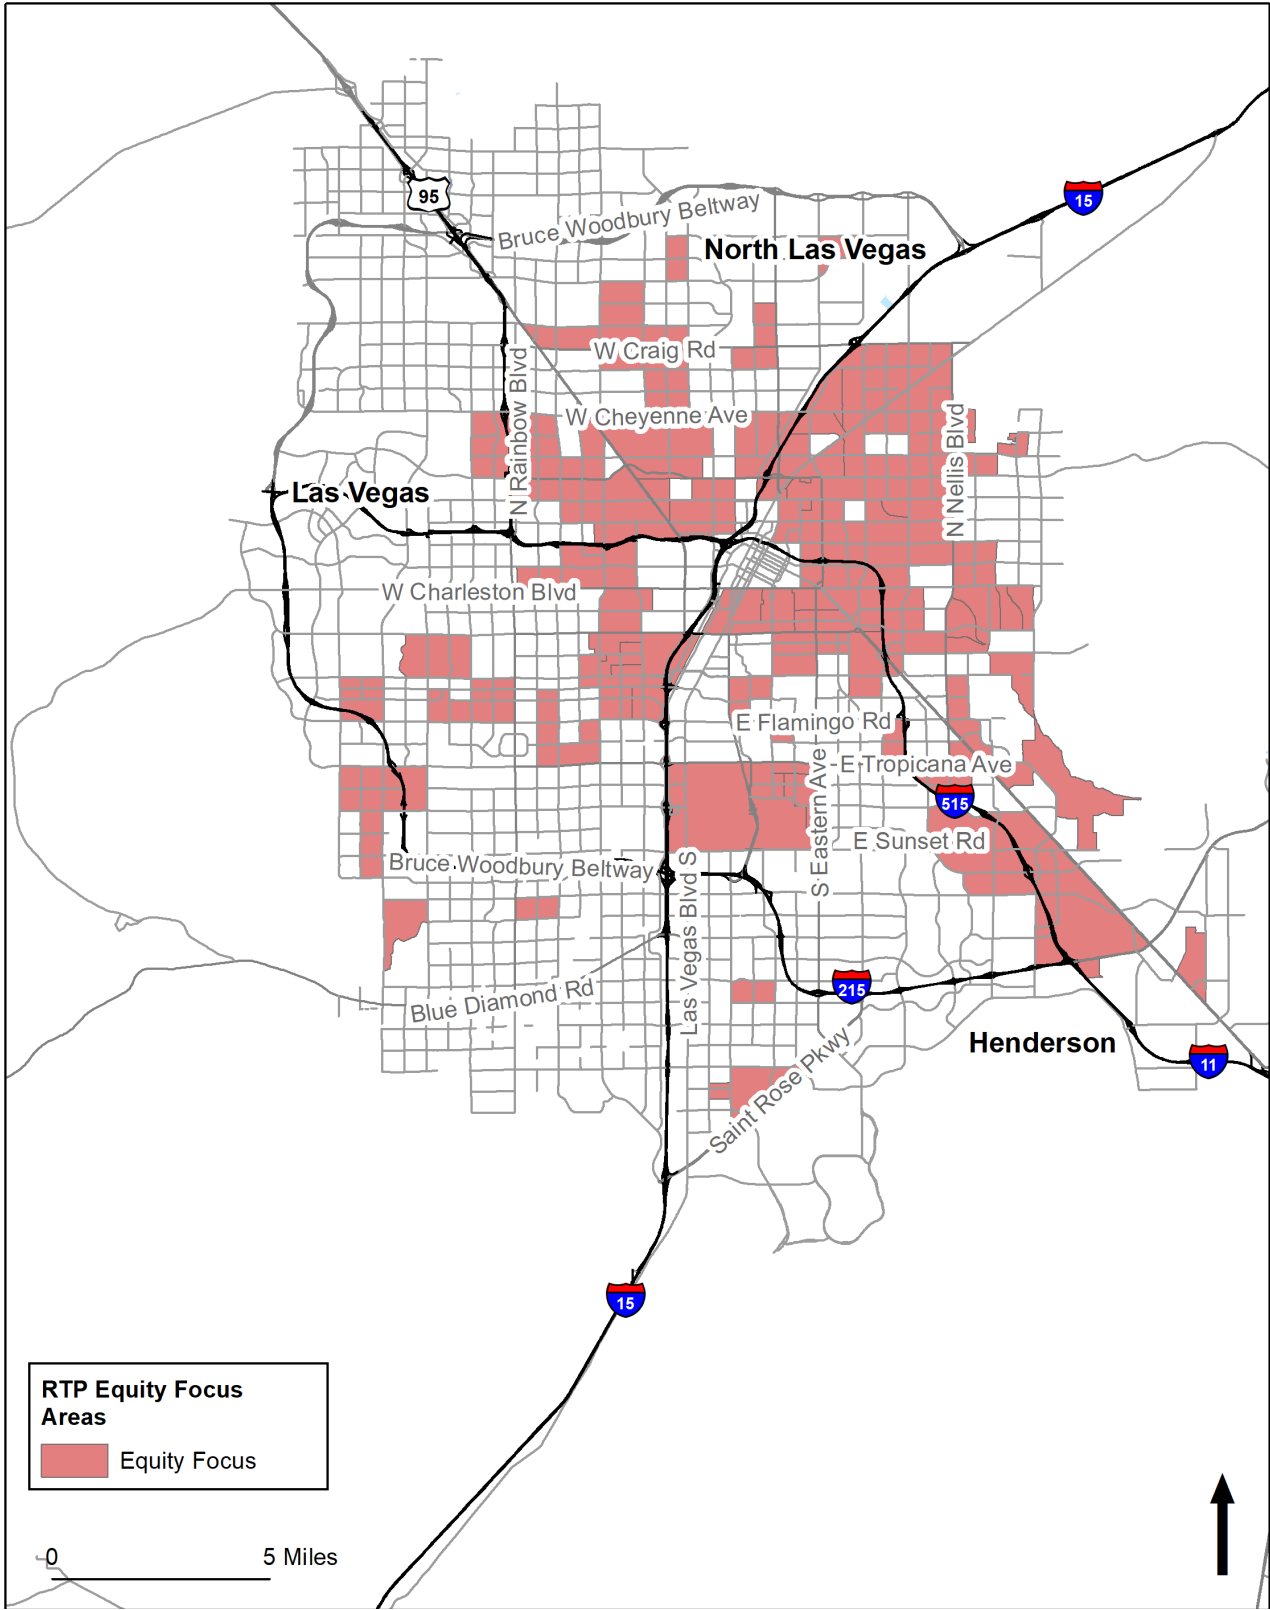 95
15
Bruce Woodbury Beltway
North Las Vegas
W Craig Rd
N Rainbow Blvd
W Cheyenne Ave
N Nellis Blvd
Las Vegas
W Charleston Blvd
E Flamingo Rd
E Tropicana Ave
S Eastern Ave
515
E Sunset Rd
Bruce Woodbury Beltway
Las Vegas Blvd S
215
Blue Diamond Rd
Henderson
11
Saint Rose Pkwy
15
RTP Equity Focus
Areas
Equity Focus
0 5 Miles